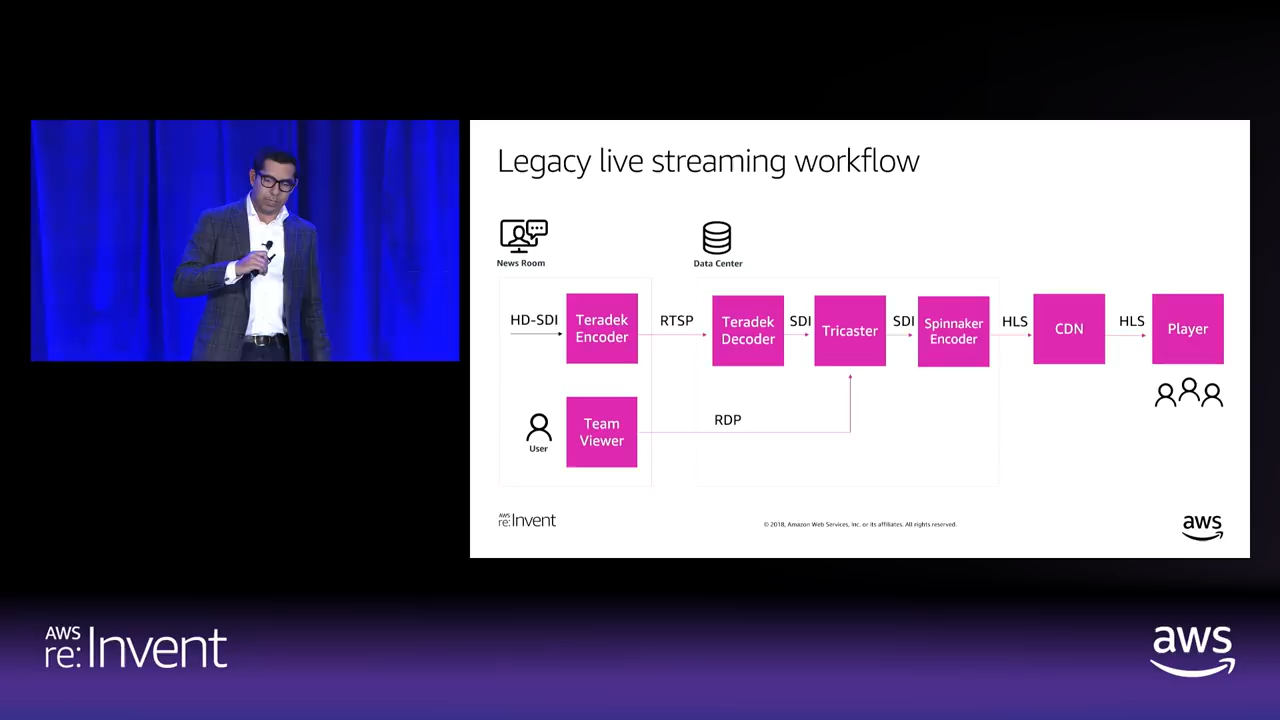 Legacy live streaming workflow
News Room
Data Center
HD-SDI
Teradek
Encoder
RTSP
Teradek
Decoder
SDI
Tricaster
SDI
Spinnaker
Encoder
HLS
CDN
HLS
Player
User
Team
Viewer
RDP
AWS
re:Invent
© 2018, Amazon Web Services, Inc. or its affiliates. All rights reserved.
aws
AWS
re:Invent
aws